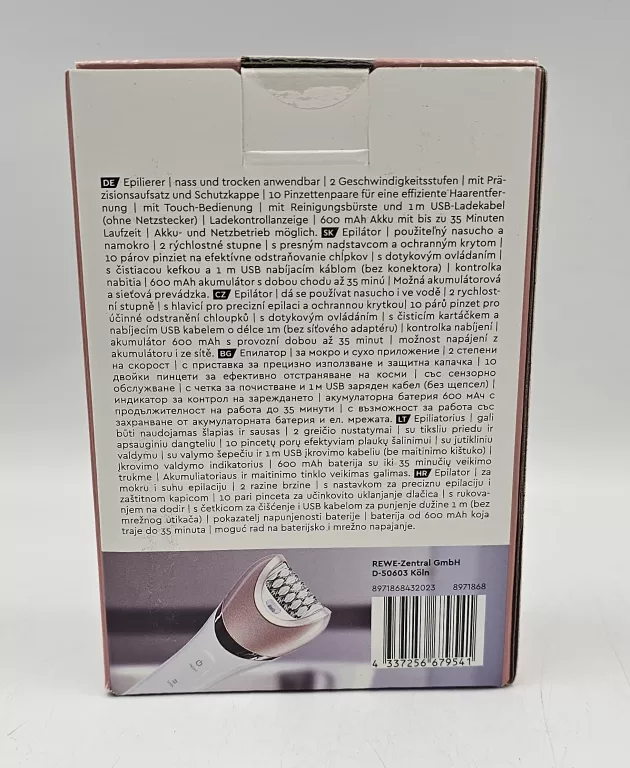 DE Epilierer | nass und trocken anwendbar | 2 Geschwindigkeitsstufen | mit Prä-
zisionsaufsatz und Schutzkappe | 10 Pinzettenpaare für eine effiziente Haarentfer-
nung | mit Touch-Bedienung | mit Reinigungsbürste und 1 m USB-Ladekabel
(ohne Netzstecker) | Ladekontrollanzeige | 600 mAh Akku mit bis zu 35 Minuten
Laufzeit | Akku- und Netzbetrieb möglich. SK Epilátor | použiteľný nasucho a
namokro | 2 rýchlostné stupne | s presným nadstavcom a ochranným krytom |
10 párov pinziet na efektívne odstraňovanie chĺpkov | s dotykovým ovládaním |
s čistiacou kefkou a 1 m USB nabíjacím káblom (bez konektora) | kontrolka
nabitia | 600 mAh akumulátor s dobou chodu až 35 minú | Možná akumulátorová
a sieťová prevádzka. CZ Epilátor | dá se používat nasucho i ve vodě | 2 rychlost-
ní stupně | s hlavicí pro precizní epilaci a ochrannou krytkou| 10 párů pinzet pro
účinné odstranění chloupků | s dotykovým ovládáním | s čisticím kartáčkem a
nabíjecím USB kabelem o délce 1m (bez síťového adaptéru) | kontrolka nabíjení |
akumulátor 600 mAh s provozní dobou až 35 minut | možnost napájení z
akumulátoru i ze sítě. BG Епилатор | за мокро и сухо приложение | 2 степени
на скорост | с приставка за прецизно използване и защитна капачка | 10
двойки пинцети за ефективно отстраняване на косми | със сензорно
обслужване | с четка за почистване и 1 м USB заряден кабел (без щепсел) |
индикатор за контрол на зареждането | акумулаторна батерия 600 мАч с
продължителност на работа до 35 минути | с възможност за работа със
захранване от акумулаторната батерия и ел. мрежата. LT Epiliatorius | gali
būti naudojamas šlapias ir sausas | 2 greičio nustatymai | su tiksliu priedu ir
apsauginiu dangteliu | 10 pincetų porų efektyviam plaukų šalinimui | su jutikliniu
valdymu | su valymo šepečiu ir 1 m USB įkrovimo kabeliu (be maitinimo kištuko) |
Įkrovimo valdymo indikatorius | 600 mAh baterija su iki 35 minučių veikimo
trukme | Akumuliatoriaus ir maitinimo tinklo veikimas galimas. HR Epilator | za
mokru i suhu epilaciju | 2 razine brzine | s nastavkom za preciznu epilaciju i
zaštitnom kapicom | 10 pari pinceta za učinkovito uklanjanje dlačica | s rukova-
njem na dodir | s četkicom za čišćenje i USB kabelom za punjenje dužine 1 m (bez
mrežnog utikača) | pokazatelj napunjenosti baterije | baterija od 600 mAh koja
traje do 35 minuta | moguć rad na baterijsko i mrežno napajanje.
REWE-Zentral GmbH
D-50603 Köln
8971868432023 8971868
4 337256 679541